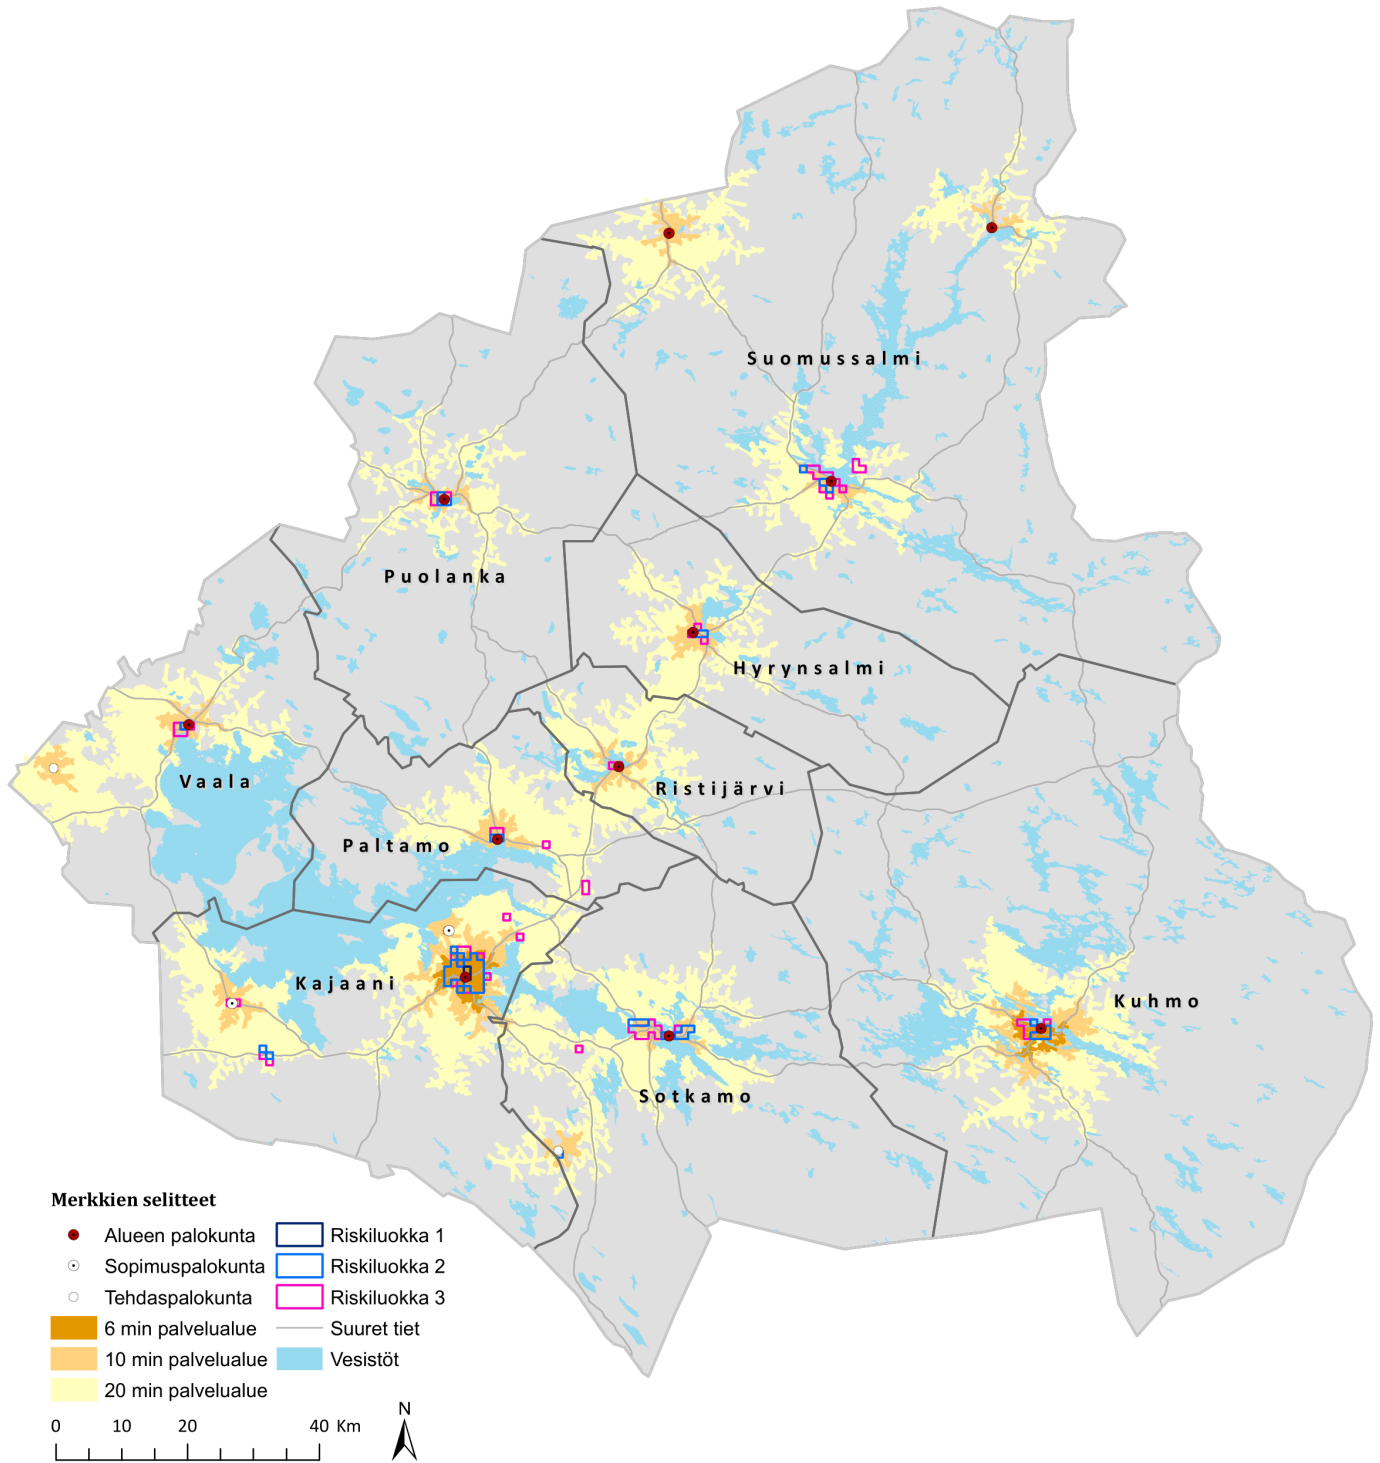 Suomussalmi
Puolanka
Hyrynsalmi
Vaala
Ristijärvi
Paltamo
Kajaani
Kuhmo
Sotkamo
Merkkien selitteet
Alueen palokunta
Riskiluokka 1
Sopimuspalokunta
Riskiluokka 2
Tehdaspalokunta
Riskiluokka 3
6 min palvelualue
Suuret tiet
10 min palvelualue
Vesistöt
20 min palvelualue
0 10 20 40 Km
N